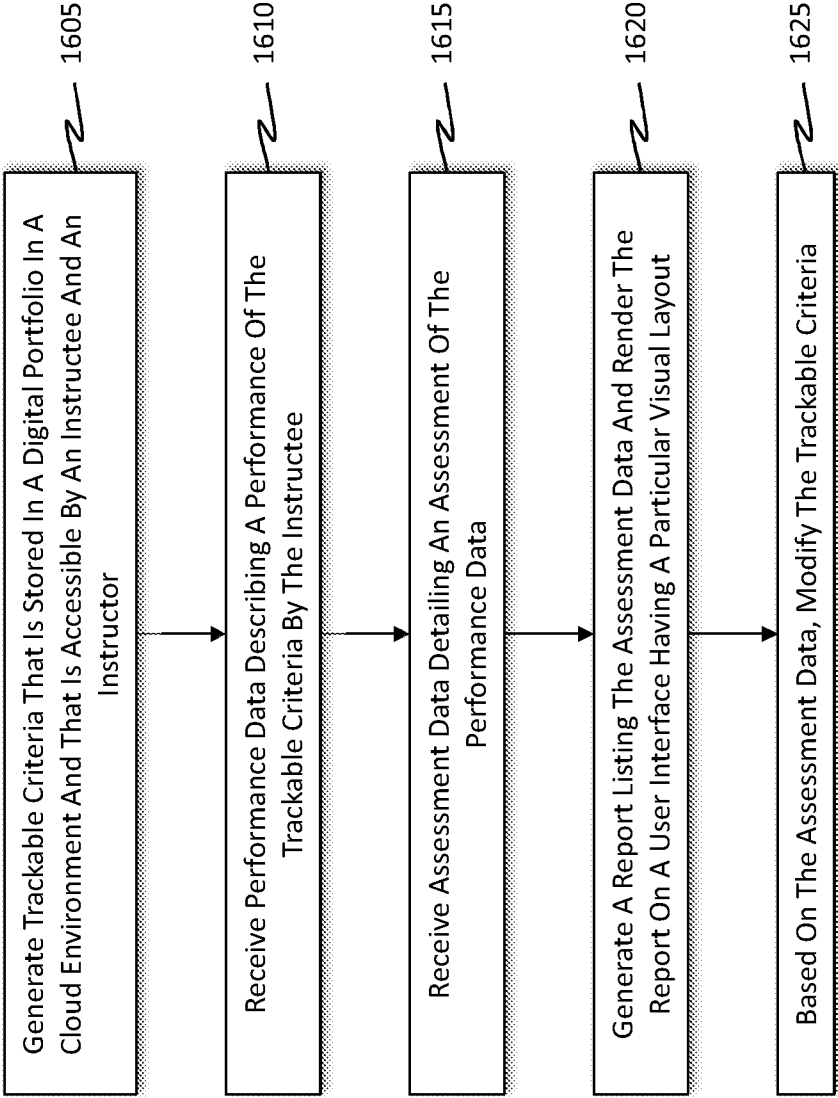 Generate Trackable Criteria That Is Stored In A Digital Portfolio In A
Cloud Environment And That Is Accessible By An Instructee And An
Instructor
1605
Receive Performance Data Describing A Performance Of The
Trackable Criteria By The Instructee
1610
Receive Assessment Data Detailing An Assessment Of The
Performance Data
1615
Generate A Report Listing The Assessment Data And Render The
Report On A User Interface Having A Particular Visual Layout
1620
Based On The Assessment Data, Modify The Trackable Criteria
1625